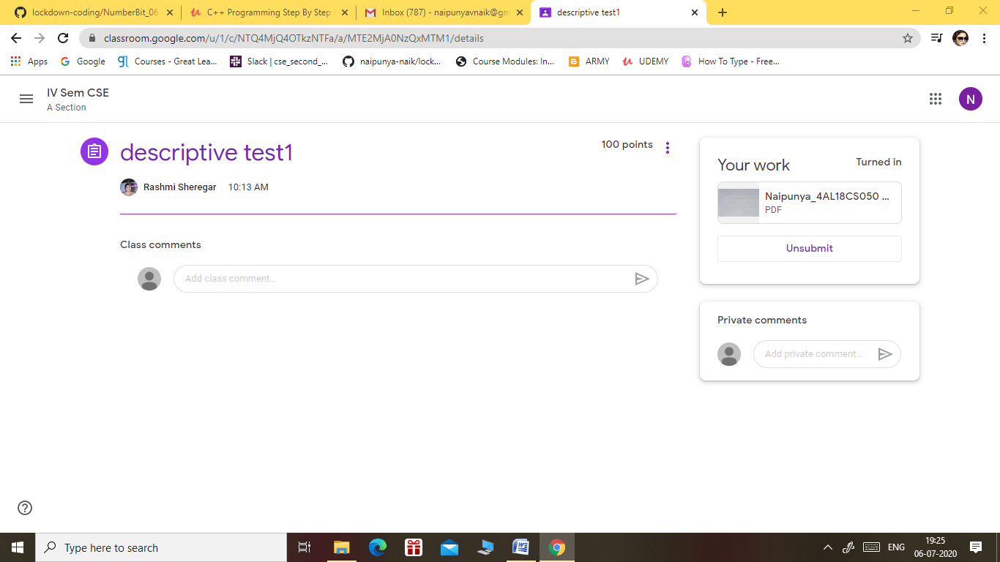 lockdown-coding/NumberBit_06
C++ Programming Step By Step
Inbox (787) - naipunyavnaik@gm
descriptive test1
classroom.google.com/u/1/c/NTQ4MjQ4OTkzNTFa/a/MTE2MjA0NzQxMTM1/details
Apps
Google
Courses - Great Lea...
Slack | cse_second_...
naipunya-naik/lock...
Course Modules: In...
ARMY
UDEMY
How To Type - Free...
IV Sem CSE
A Section
N
descriptive test1
100 points
Rashmi Sheregar 10:13 AM
Class comments
Add class comment...
Your work
Turned in
Naipunya_4AL18CS050 ...
PDF
Unsubmit
Private comments
Add private comment...
Type here to search
ENG
19:25
06-07-2020